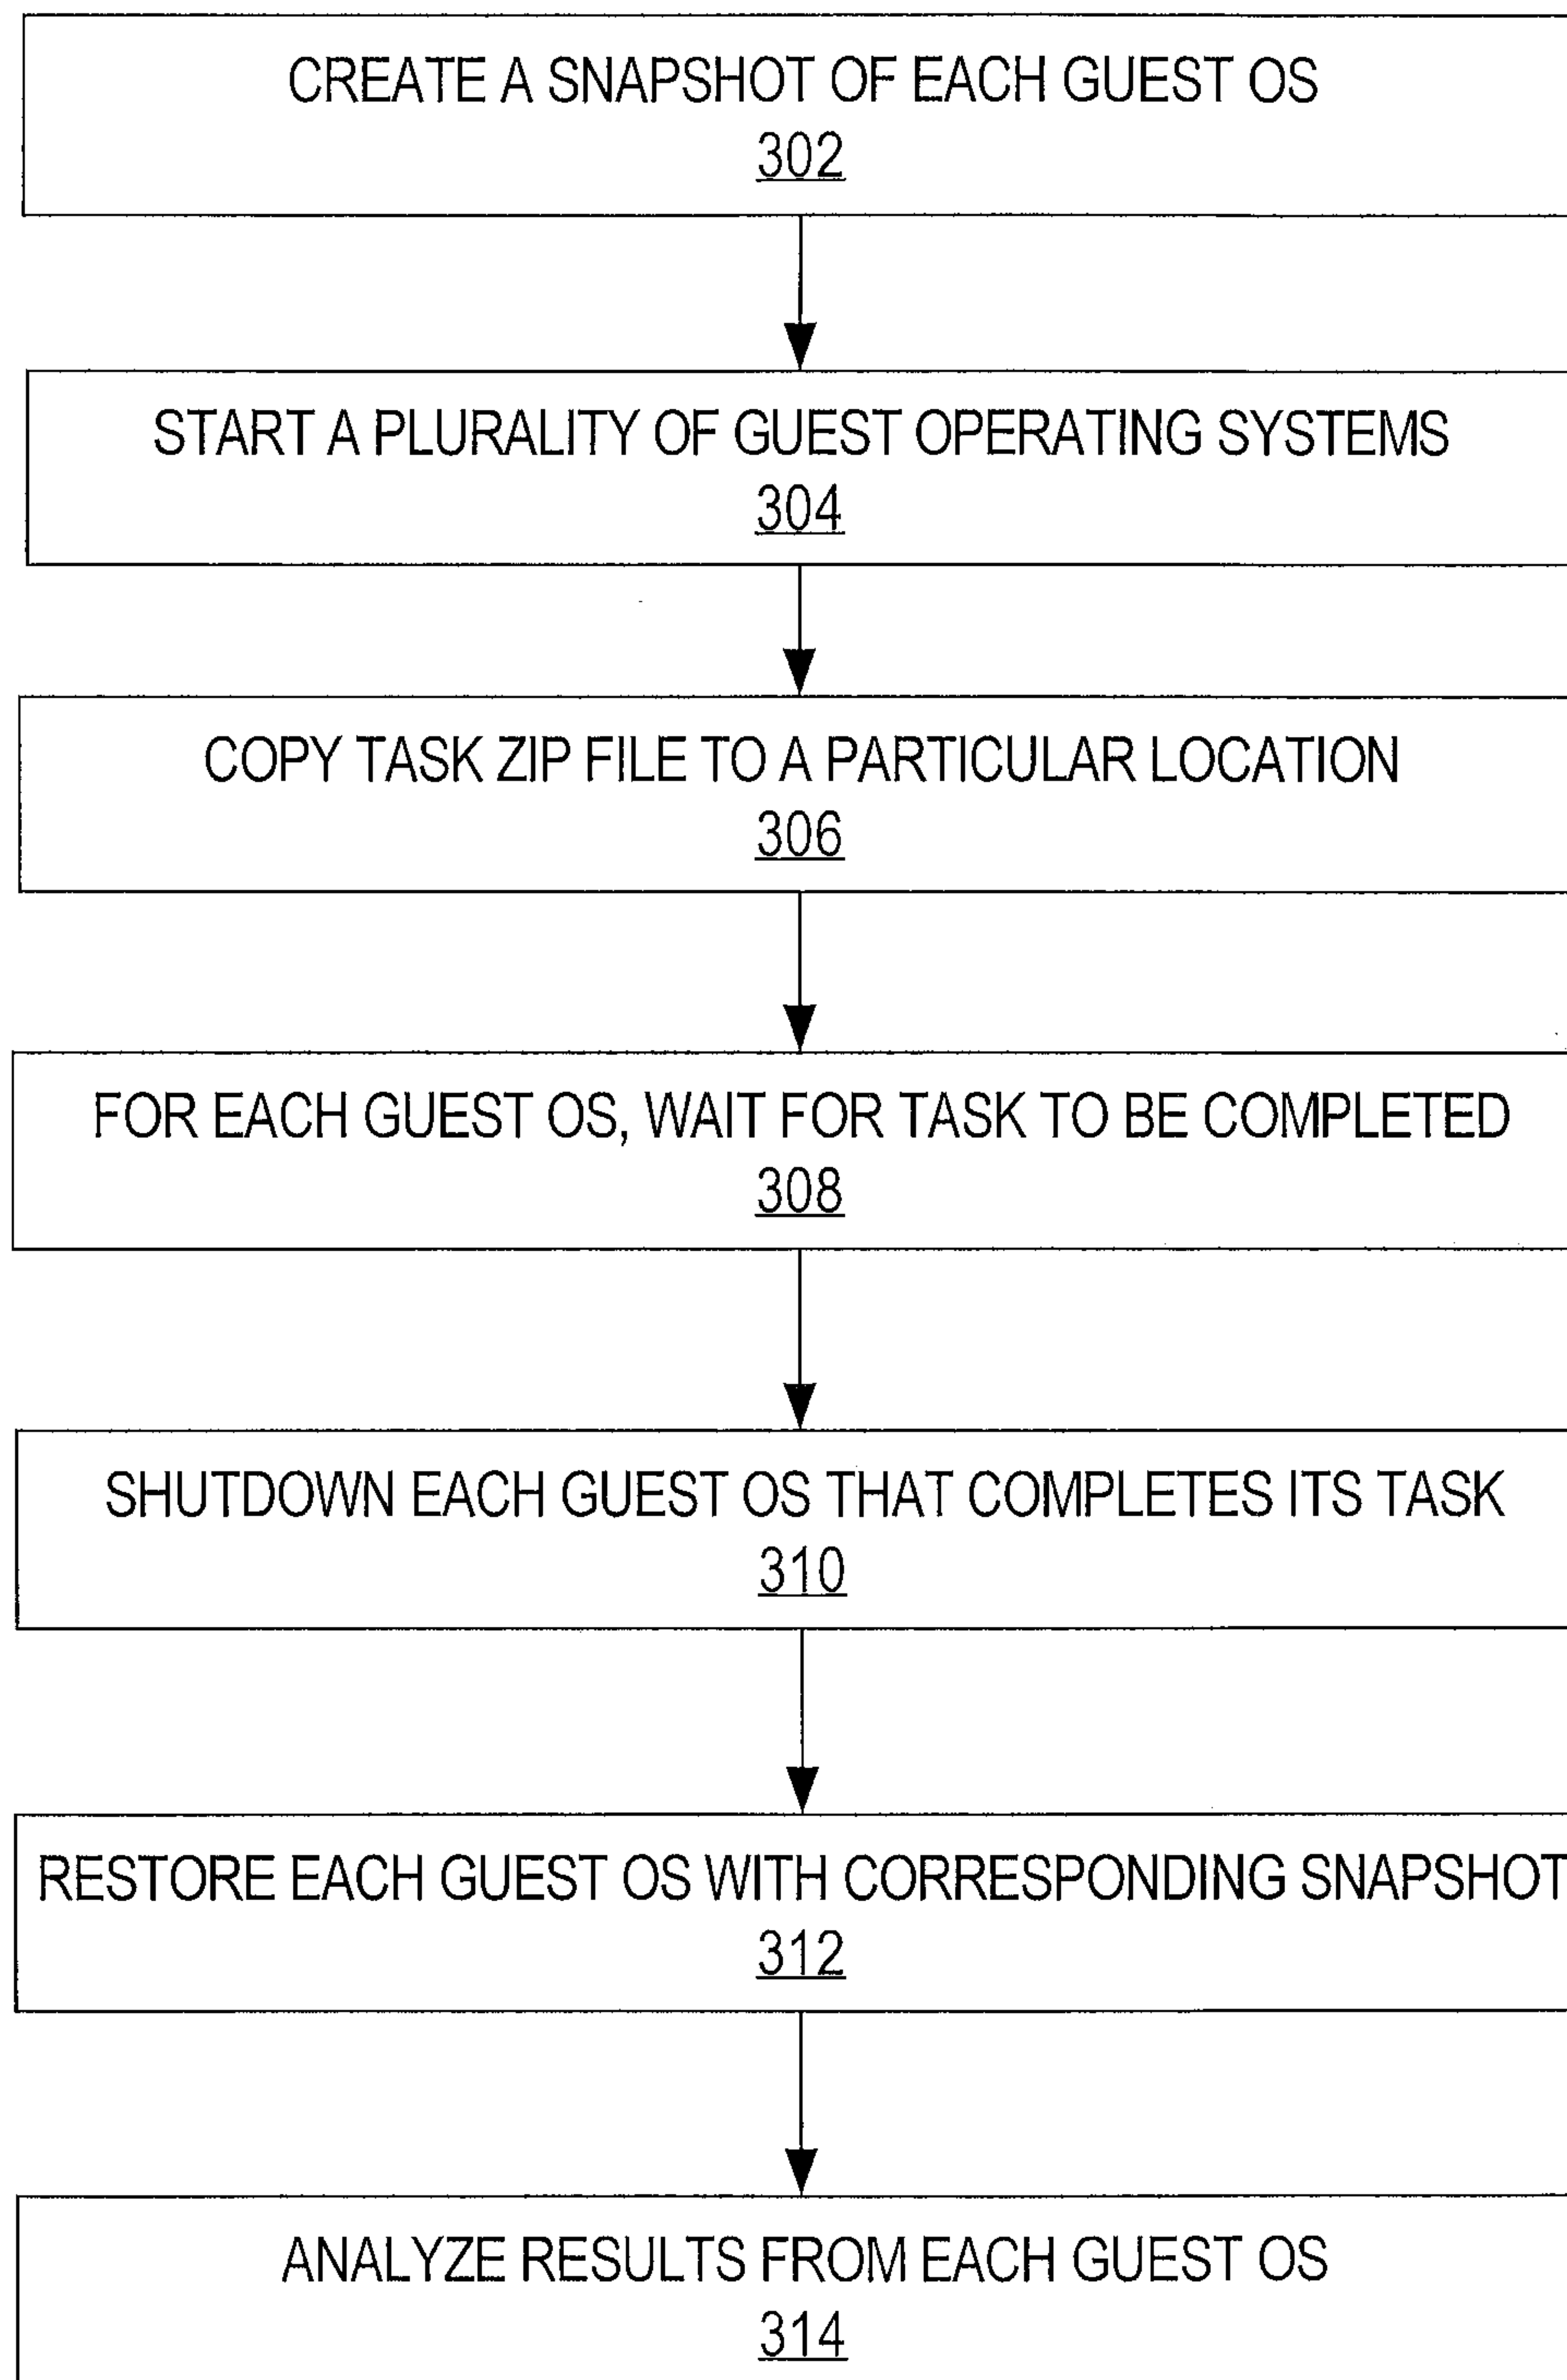 CREATE A SNAPSHOT OF EACH GUEST OS
302
START A PLURALITY OF GUEST OPERATING SYSTEMS
304
COPY TASK ZIP FILE TO A PARTICULAR LOCATION
306
FOR EACH GUEST OS, WAIT FOR TASK TO BE COMPLETED
308
SHUTDOWN EACH GUEST OS THAT COMPLETES ITS TASK
310
RESTORE EACH GUEST OS WITH CORRESPONDING SNAPSHOT
312
ANALYZE RESULTS FROM EACH GUEST OS
314